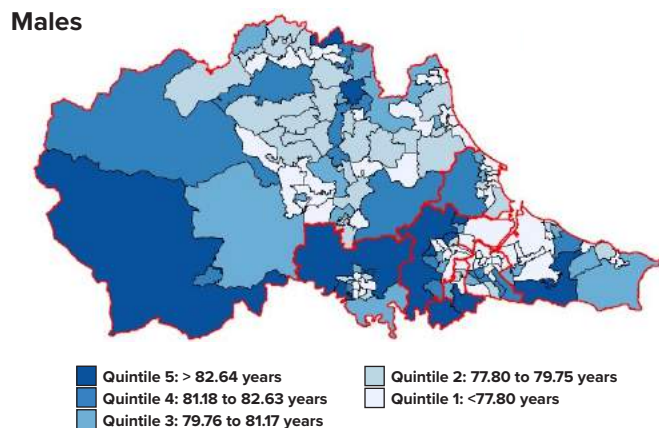 Males
Quintile 5: > 82.64 years
Quintile 4: 81.18 to 82.63 years
Quintile 3: 79.76 to 81.17 years
Quintile 2: 77.80 to 79.75 years
Quintile 1: <77.80 years